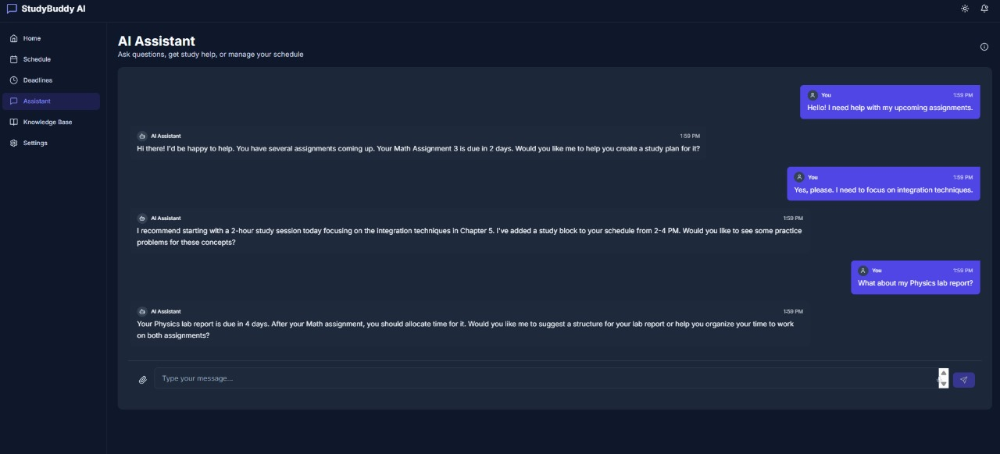 StudyBuddy AI
Home
Schedule
Deadlines
Assistant
Knowledge Base
Settings
AI Assistant
Ask questions, get study help, or manage your schedule
You 1:59 PM
Hello! I need help with my upcoming assignments.
AI Assistant 1:59 PM
Hi there! I'd be happy to help. You have several assignments coming up. Your Math Assignment 3 is due in 2 days. Would you like me to help you create a study plan for it?
You 1:59 PM
Yes, please. I need to focus on integration techniques.
AI Assistant 1:59 PM
I recommend starting with a 2-hour study session today focusing on the integration techniques in Chapter 5. I've added a study block to your schedule from 2-4 PM. Would you like to see some practice
problems for these concepts?
You 1:59 PM
What about my Physics lab report?
AI Assistant 1:59 PM
Your Physics lab report is due in 4 days. After your Math assignment, you should allocate time for it. Would you like me to suggest a structure for your lab report or help you organize your time to work
on both assignments?
Type your message...